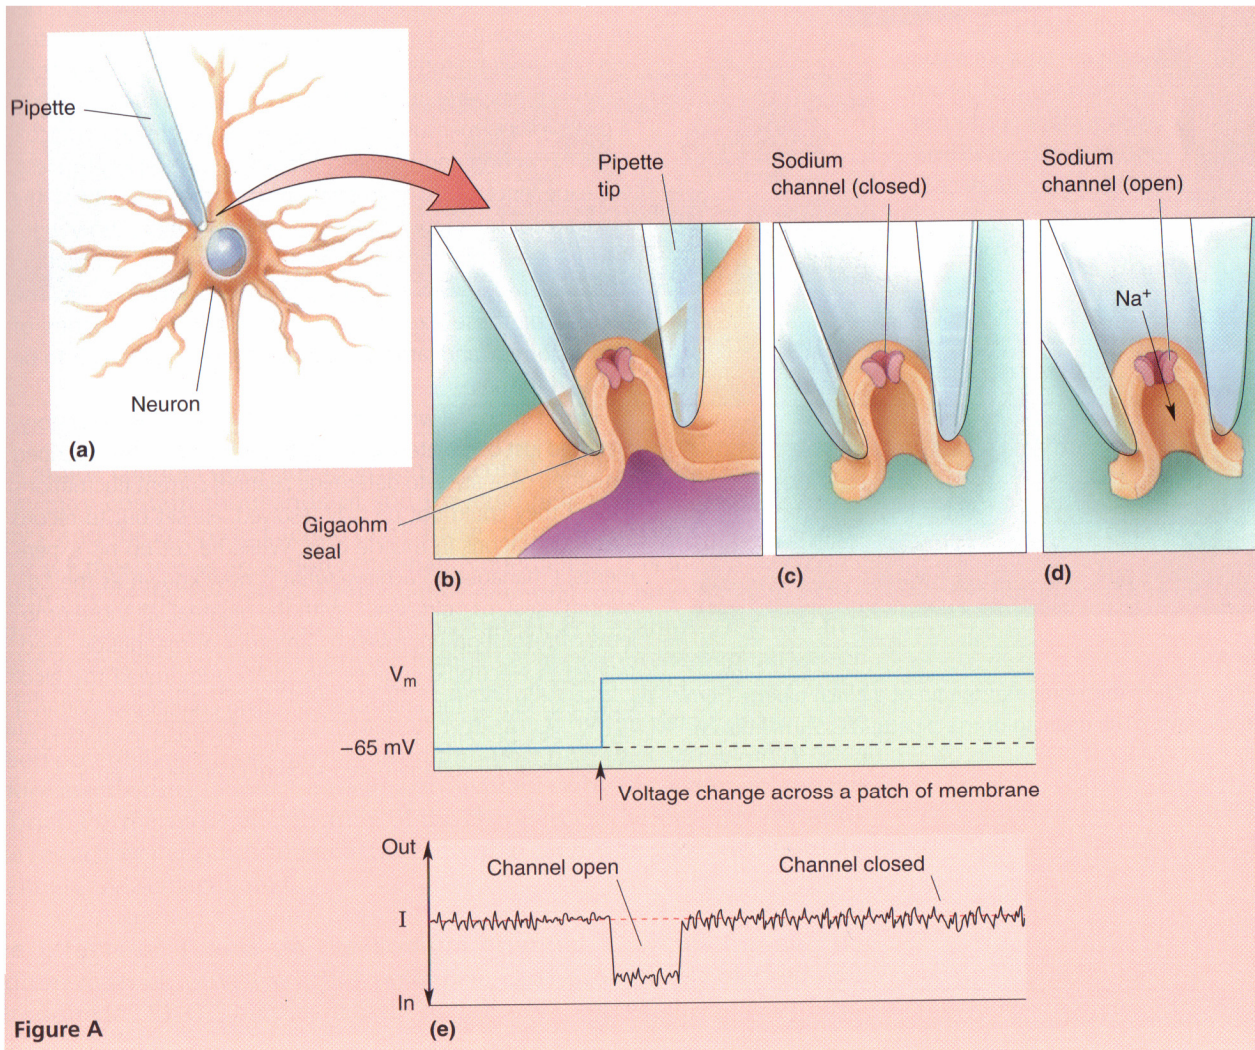 Pipette
Neuron
(a)
Pipette
tip
Sodium
channel (closed)
Sodium
channel (open)
Na⁺
Gigaohm
seal
(b)
(c)
(d)
Vₘ
−65 mV
Voltage change across a patch of membrane
Out
Channel open
Channel closed
I
In
Figure A
(e)